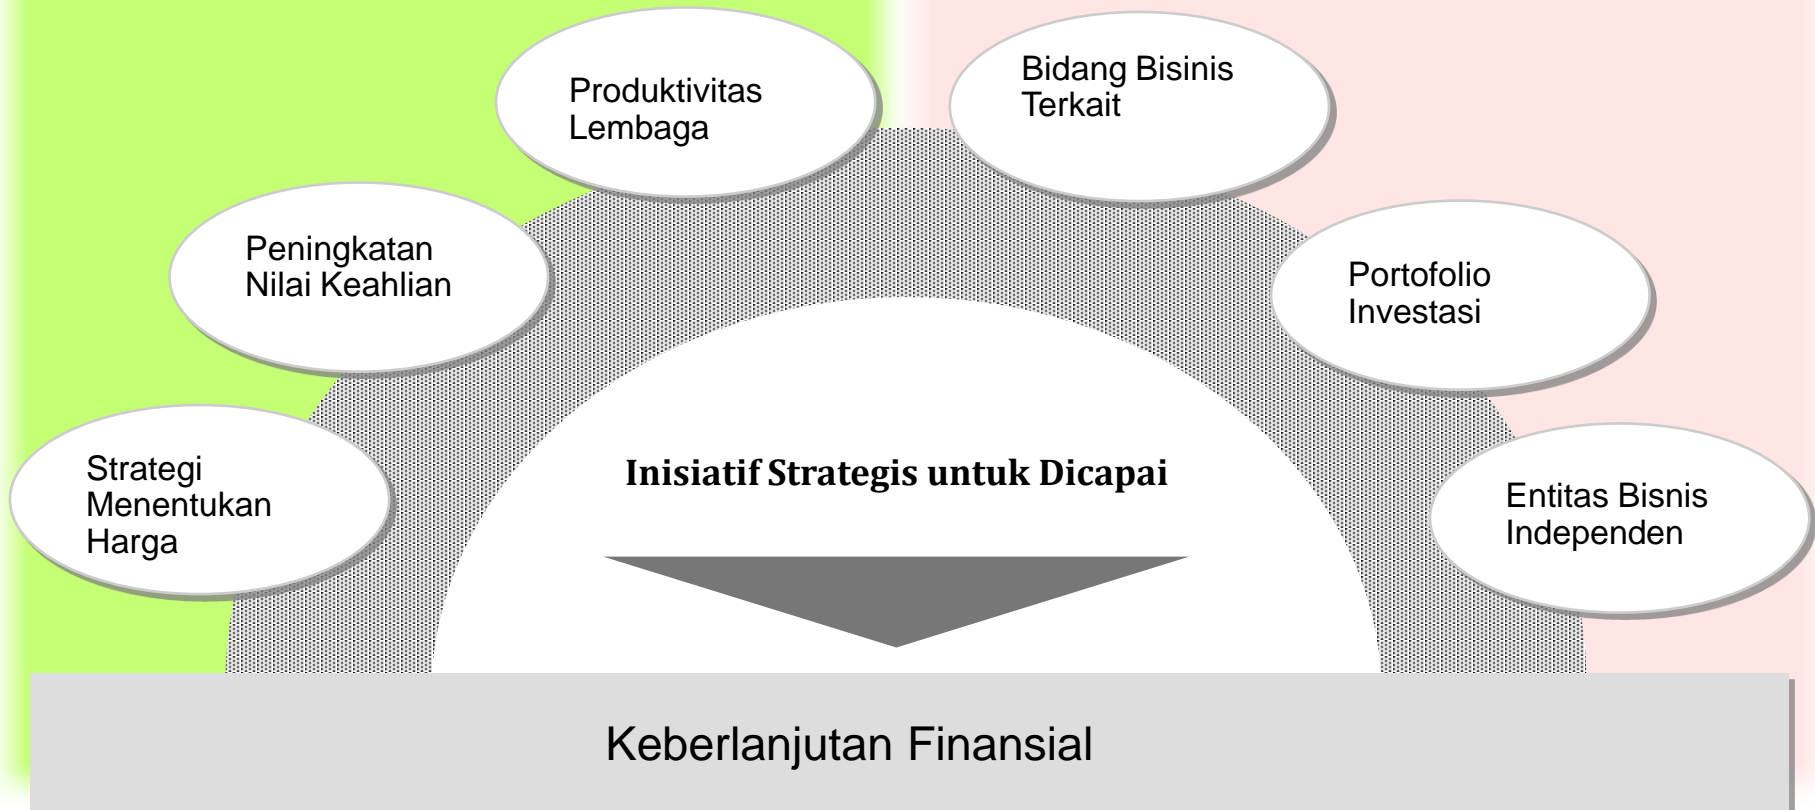 Produktivitas
Lembaga
Bidang Bisinis
Terkait
Peningkatan
Nilai Keahlian
Portofolio
Investasi
Strategi
Menentukan
Harga
Inisiatif Strategis untuk Dicapai
Entitas Bisnis
Independen
Keberlanjutan Finansial